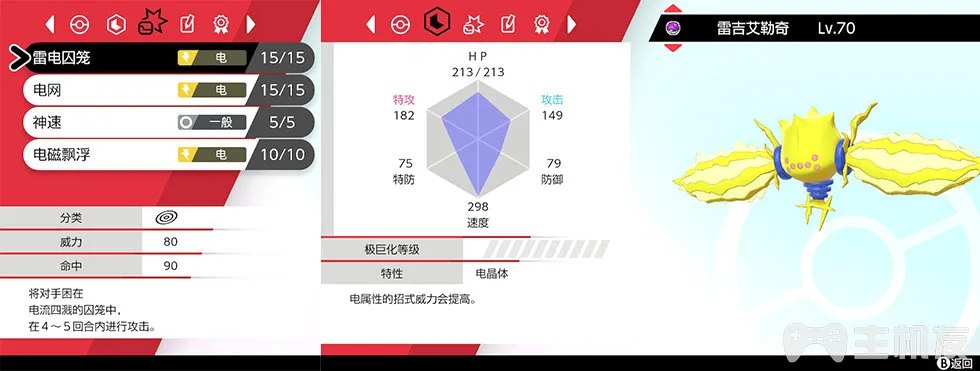 雷电囚笼 电 15/15
电网 电 15/15
神速 一般 5/5
电磁飘浮 电 10/10
分类
威力 80
命中 90
将对手困在
电流四溅的囚笼中，
在４～５回合内进行攻击。
HP
213/213
特攻
182
攻击
149
75
特防
79
防御
298
速度
极巨化等级
特性 电晶体
电属性的招式威力会提高。
雷吉艾勒奇 Lv.70
主机友
B返回